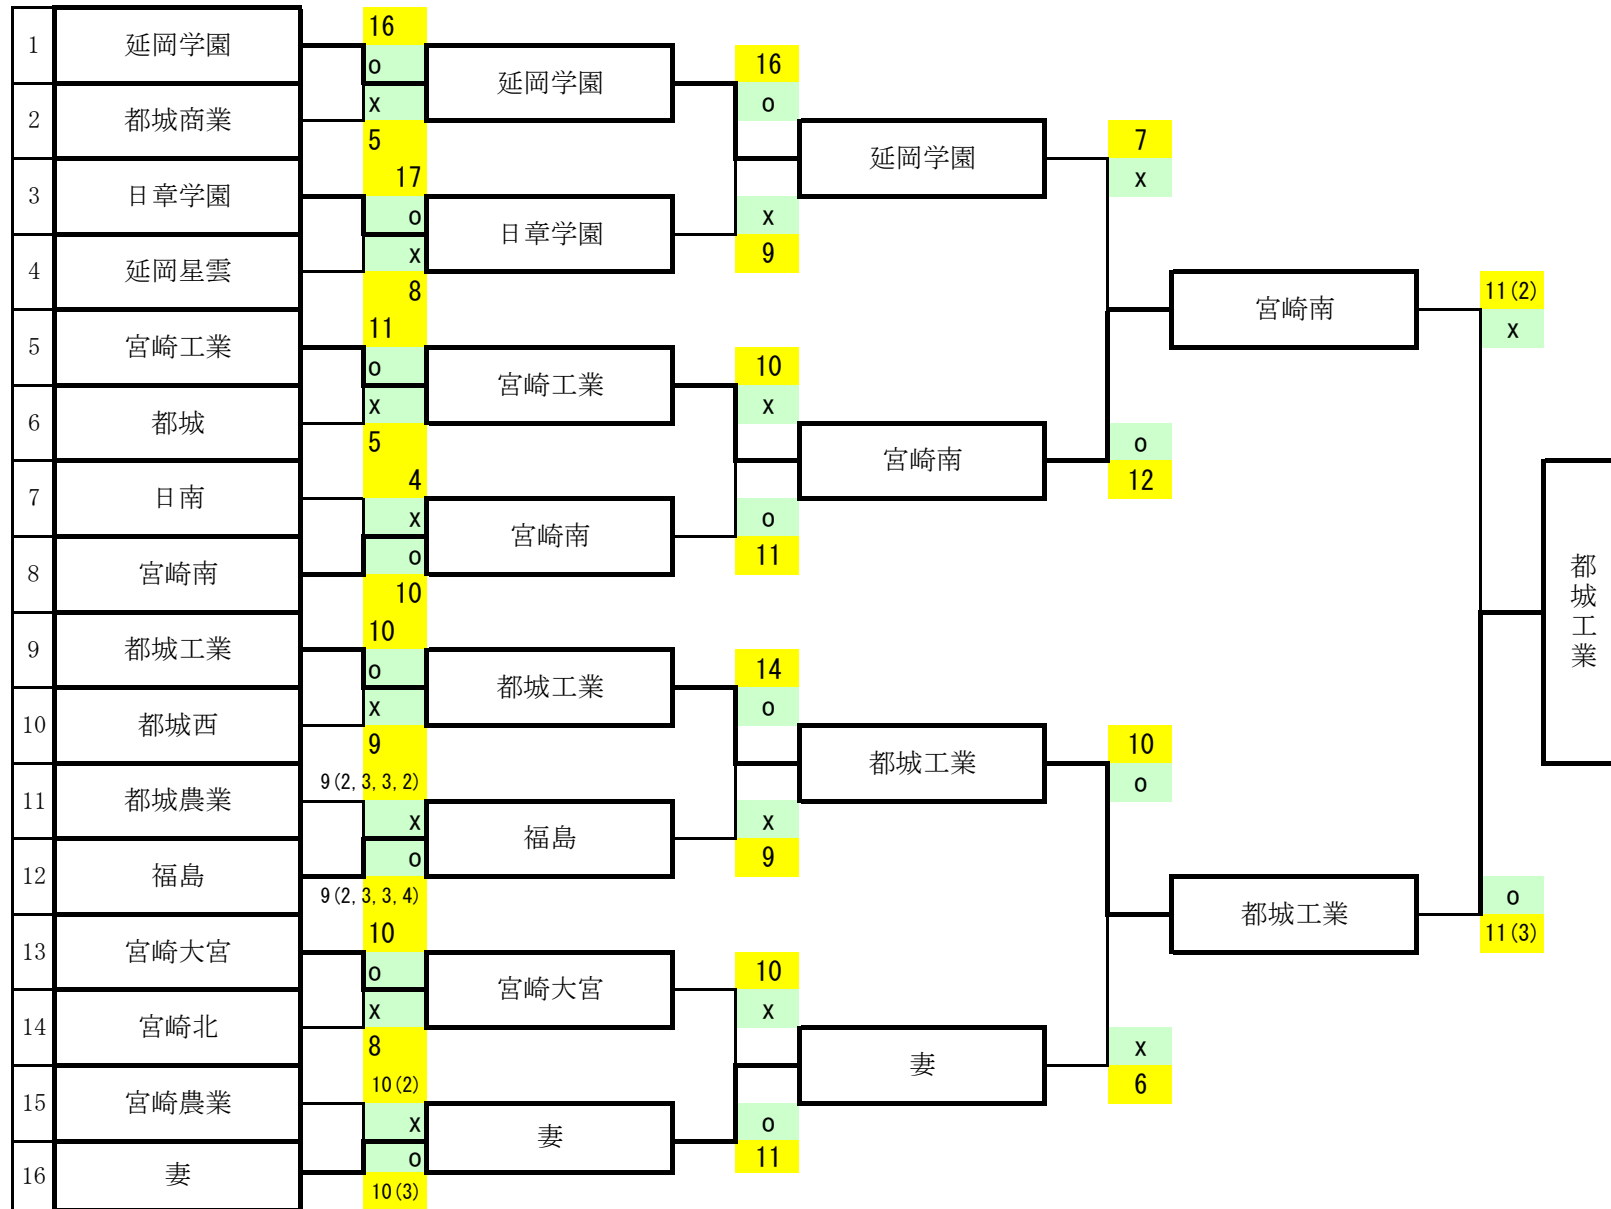 1 延岡学園
2 都城商業
3 日章学園
4 延岡星雲
5 宮崎工業
6 都城
7 日南
8 宮崎南
9 都城工業
10 都城西
11 都城農業
12 福島
13 宮崎大宮
14 宮崎北
15 宮崎農業
16 妻
16
o
x
5
17
o
x
8
11
o
x
5
4
x
o
10
10
o
x
9
9(2,3,3,2)
x
o
9(2,3,3,4)
10
o
x
8
10(2)
x
o
10(3)
延岡学園
日章学園
宮崎工業
宮崎南
都城工業
福島
宮崎大宮
妻
16
o
x
9
10
x
o
11
14
o
x
9
10
x
o
11
延岡学園
宮崎南
都城工業
妻
7
x
o
12
10
o
x
6
宮崎南
都城工業
11(2)
x
o
11(3)
都城工業